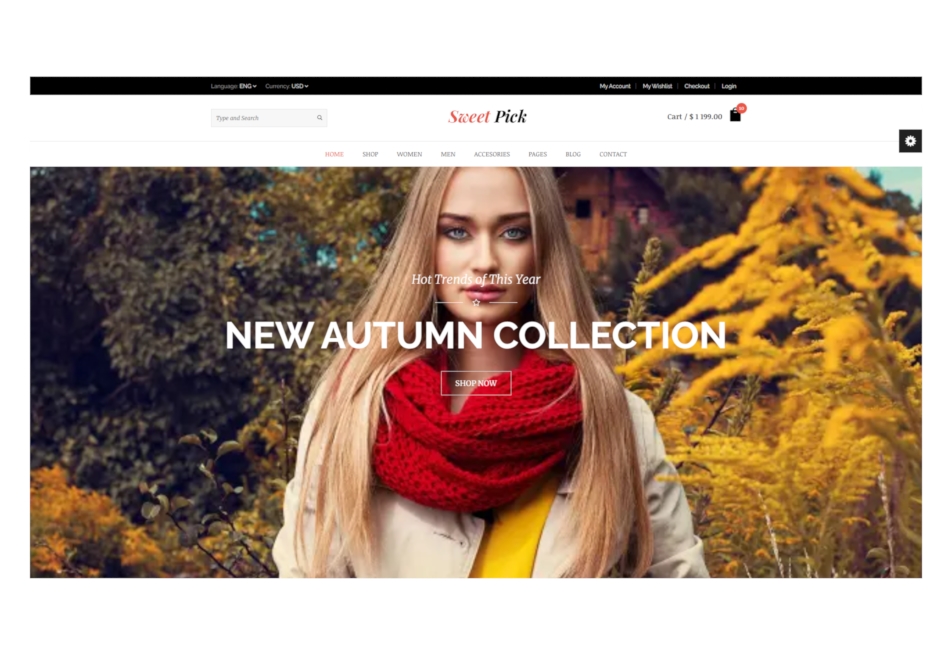 Language: ENG Currency: USD
My Account | My Wishlist | Checkout | Login
Type and Search
Sweet Pick
Cart / $ 1 199.00
HOME SHOP WOMEN MEN ACCESORIES PAGES BLOG CONTACT
Hot Trends of This Year
NEW AUTUMN COLLECTION
SHOP NOW